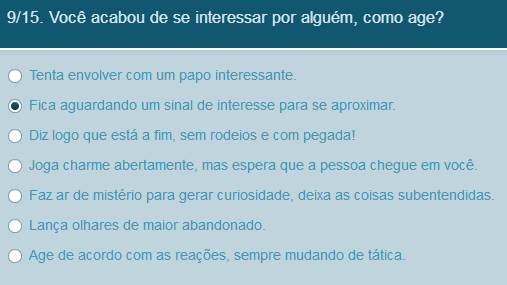 9/15. Você acabou de se interessar por alguém, como age?
Tenta envolver com um papo interessante.
Fica aguardando um sinal de interesse para se aproximar.
Diz logo que está a fim, sem rodeios e com pegada!
Joga charme abertamente, mas espera que a pessoa chegue em você.
Faz ar de mistério para gerar curiosidade, deixa as coisas subentendidas.
Lança olhares de maior abandonado.
Age de acordo com as reações, sempre mudando de tática.